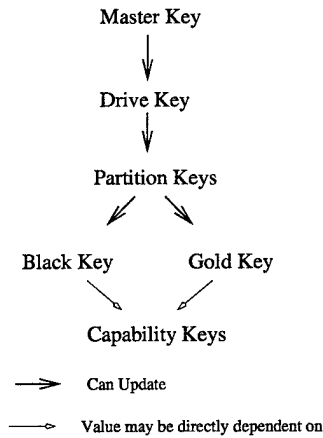 Master Key
Drive Key
Partition Keys
Black Key Gold Key
Capability Keys
Can Update
Value may be directly dependent on